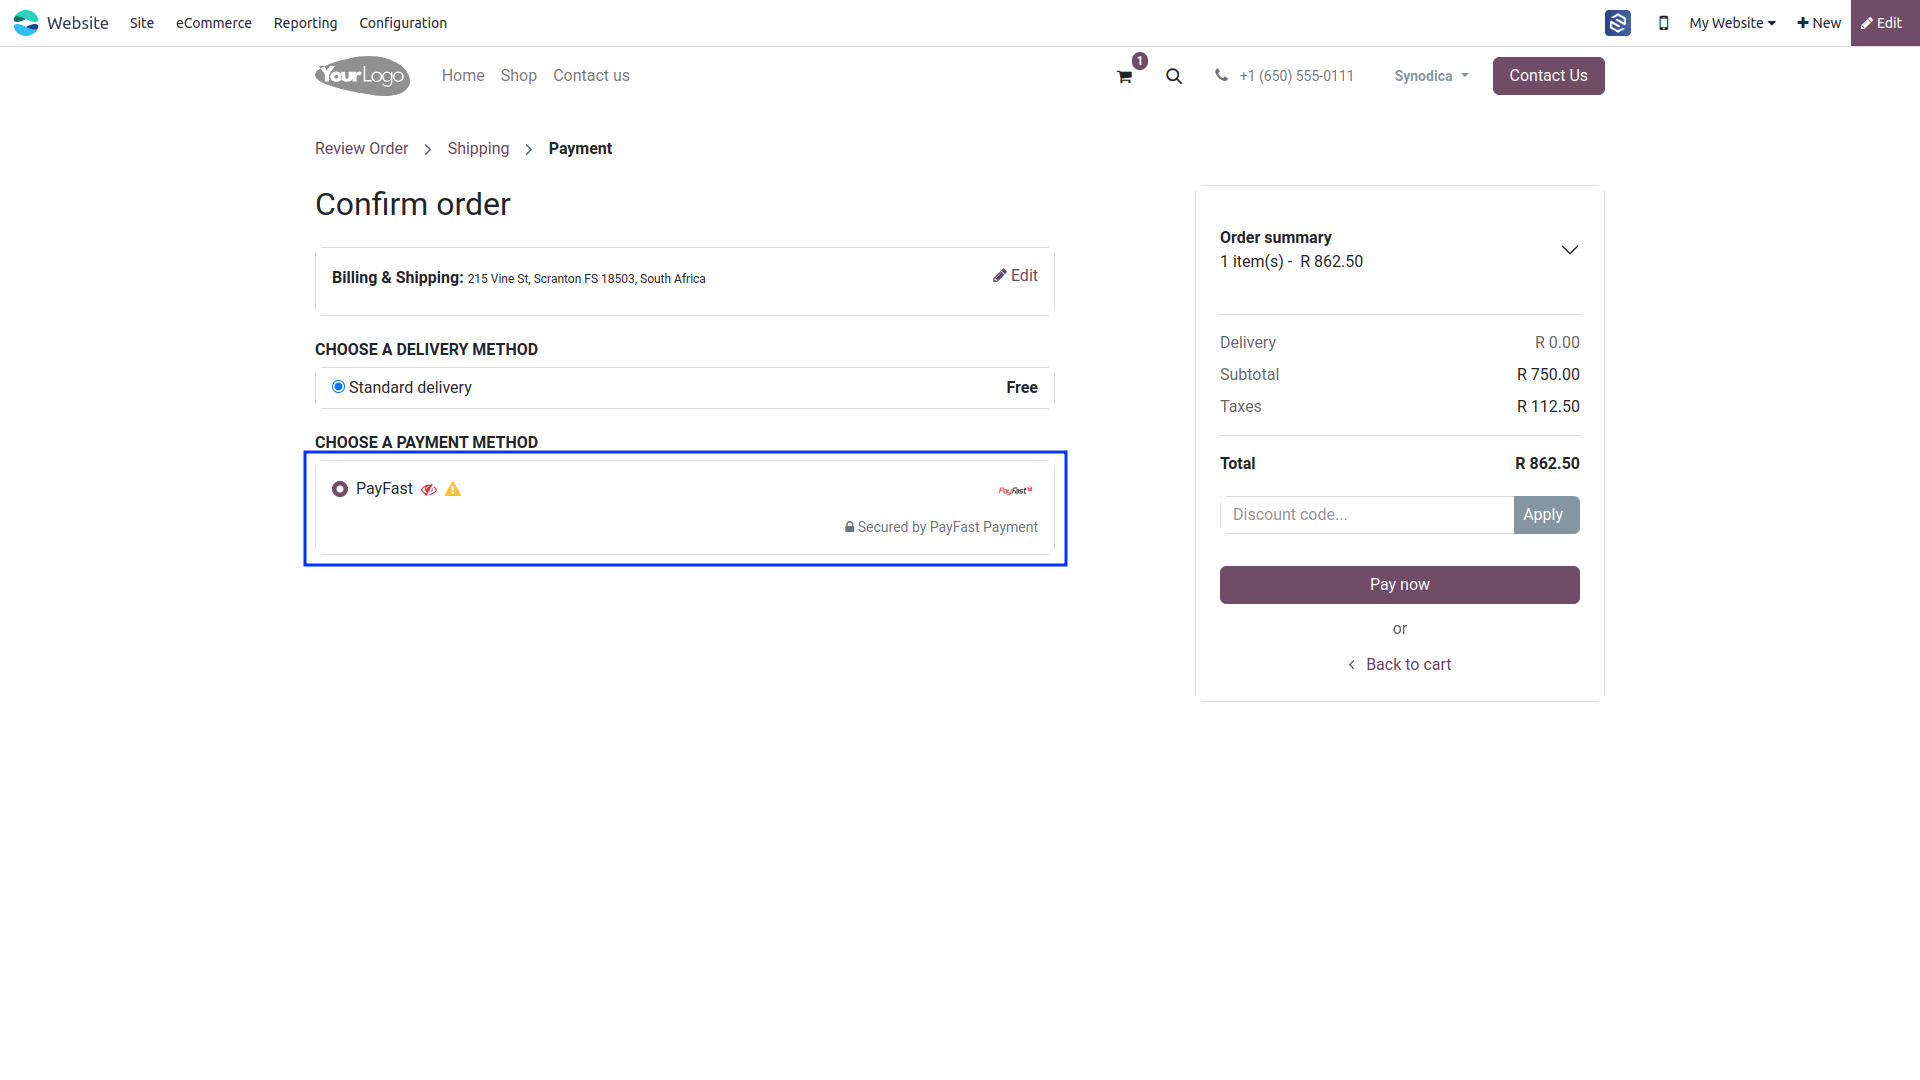 Website Site eCommerce Reporting Configuration My Website New Edit
YourLogo Home Shop Contact us 1 +1 (650) 555-0111 Synodica Contact Us
Review Order > Shipping > Payment
Confirm order
Billing & Shipping: 215 Vine St, Scranton FS 18503, South Africa Edit
CHOOSE A DELIVERY METHOD
Standard delivery Free
CHOOSE A PAYMENT METHOD
PayFast PayFast
Secured by PayFast Payment
Order summary
1 item(s) - R 862.50
Delivery R 0.00
Subtotal R 750.00
Taxes R 112.50
Total R 862.50
Discount code... Apply
Pay now
or
< Back to cart